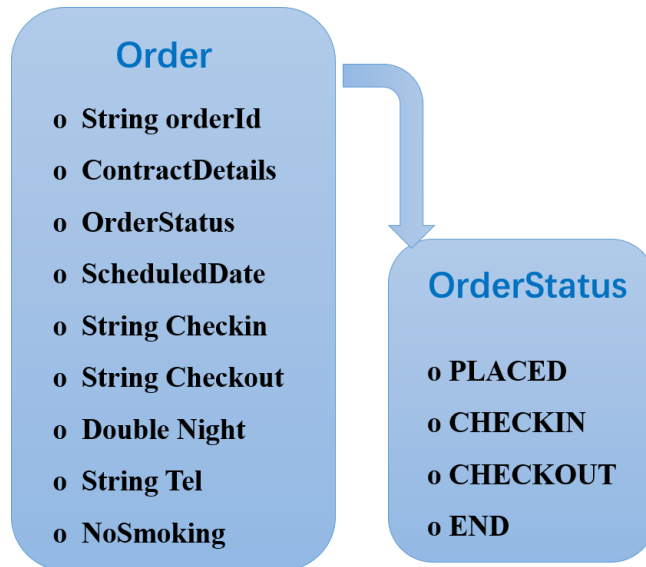 Order
o String orderId
o ContractDetails
o OrderStatus
o ScheduledDate
o String Checkin
o String Checkout
o Double Night
o String Tel
o NoSmoking
OrderStatus
o PLACED
o CHECKIN
o CHECKOUT
o END